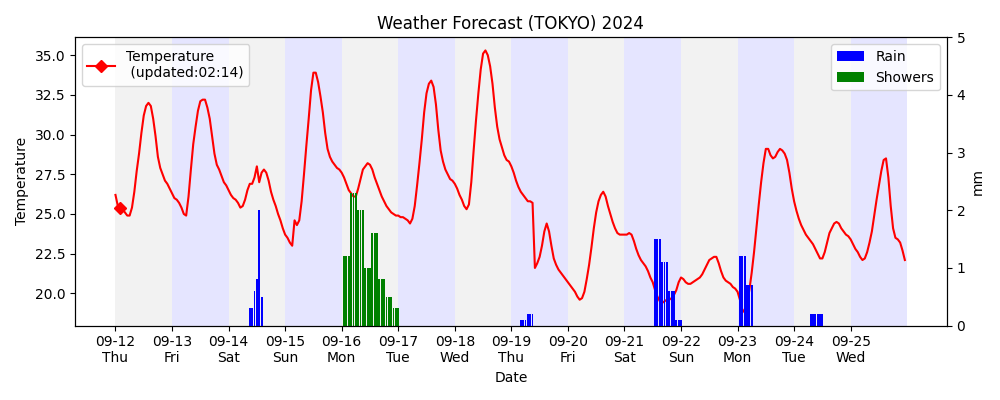 Weather Forecast (TOKYO) 2024
Temperature
(updated:02:14)
Rain
Showers
Temperature
35.0
32.5
30.0
27.5
25.0
22.5
20.0
5
4
3
2
1
0
mm
09-12 09-13 09-14 09-15 09-16 09-17 09-18 09-19 09-20 09-21 09-22 09-23 09-24 09-25
Thu Fri Sat Sun Mon Tue Wed Thu Fri Sat Sun Mon Tue Wed
Date